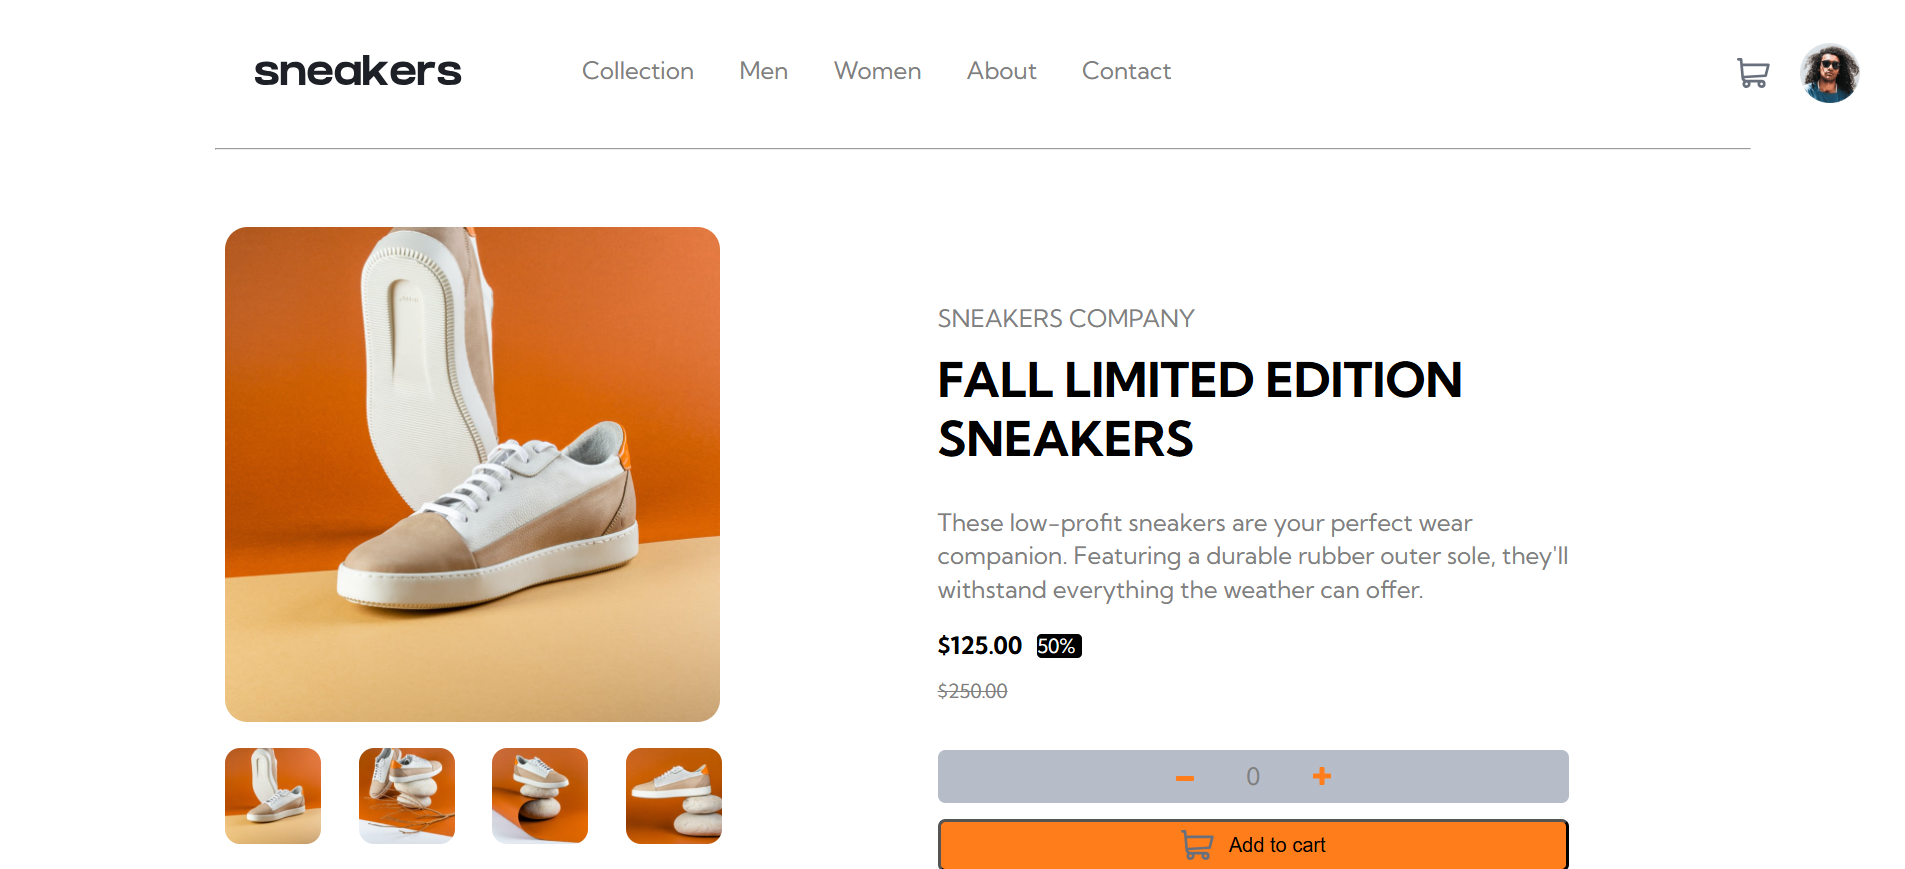 sneakers
Collection Men Women About Contact
SNEAKERS COMPANY
FALL LIMITED EDITION
SNEAKERS
These low-profit sneakers are your perfect wear
companion. Featuring a durable rubber outer sole, they'll
withstand everything the weather can offer.
$125.00 50%
$250.00
0
Add to cart